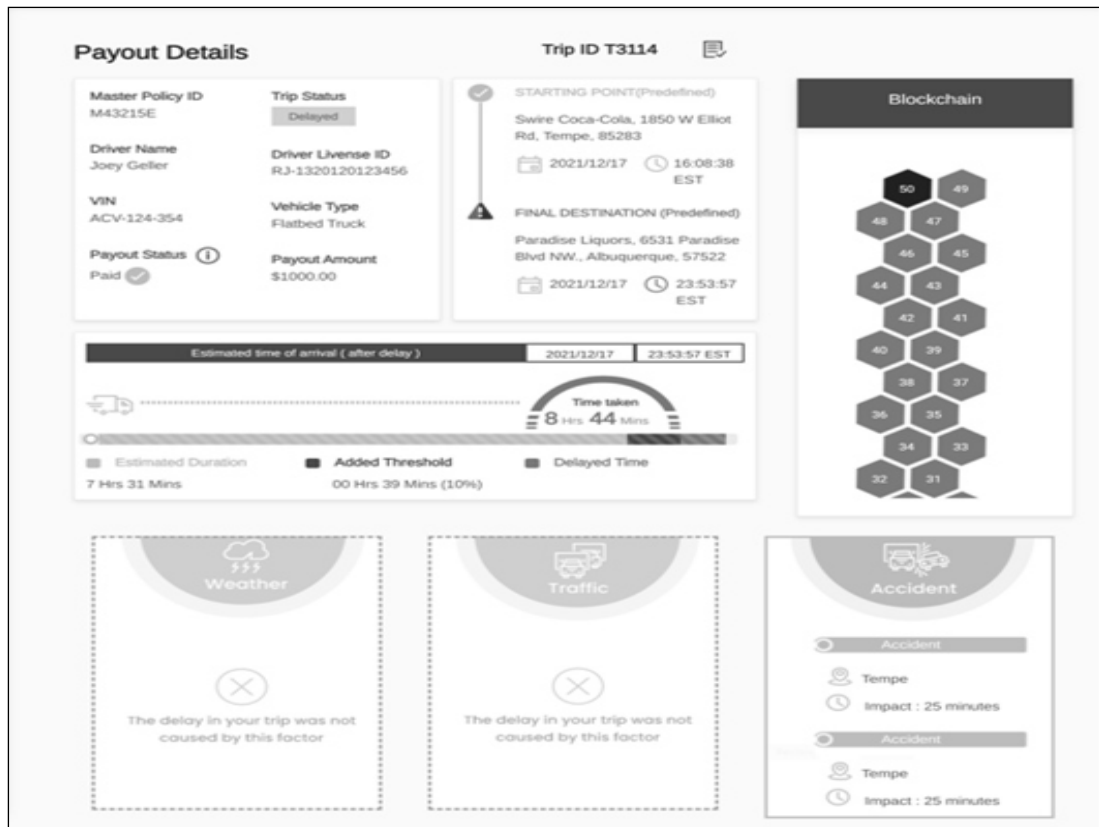 Payout Details
Trip ID T3114
Master Policy ID
M43215E
Trip Status
Delayed
Driver Name
Joey Geller
Driver Livense ID
RJ-1320120123456
VIN
ACV-124-354
Vehicle Type
Flatbed Truck
Payout Status
Paid
Payout Amount
$1000.00
STARTING POINT(Predefined)
Swire Coca-Cola, 1850 W Elliot
Rd, Tempe, 85283
2021/12/17 16:08:38
EST
FINAL DESTINATION (Predefined)
Paradise Liquors, 6531 Paradise
Blvd NW., Albuquerque, 57522
2021/12/17 23:53:57
EST
Blockchain
50 49
48 47
46 45
44 43
42 41
40 39
38 37
36 35
34 33
32 31
Estimated time of arrival ( after delay ) 2021/12/17 23:53:57 EST
Time taken
8 Hrs 44 Mins
Estimated Duration
7 Hrs 31 Mins
Added Threshold
00 Hrs 39 Mins (10%)
Delayed Time
Weather
The delay in your trip was not
caused by this factor
Traffic
The delay in your trip was not
caused by this factor
Accident
Accident
Tempe
Impact : 25 minutes
Accident
Tempe
Impact : 25 minutes